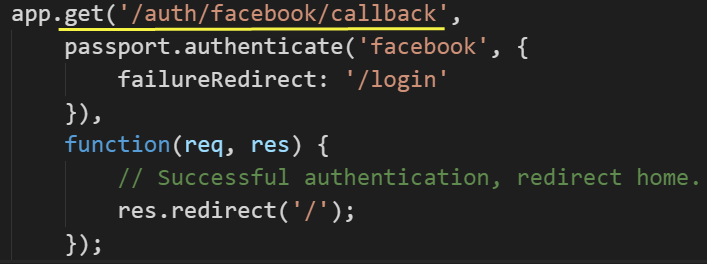 app.get('/auth/facebook/callback',
passport.authenticate('facebook', {
failureRedirect: '/login'
}),
function(req, res) {
// Successful authentication, redirect home.
res.redirect('/');
});